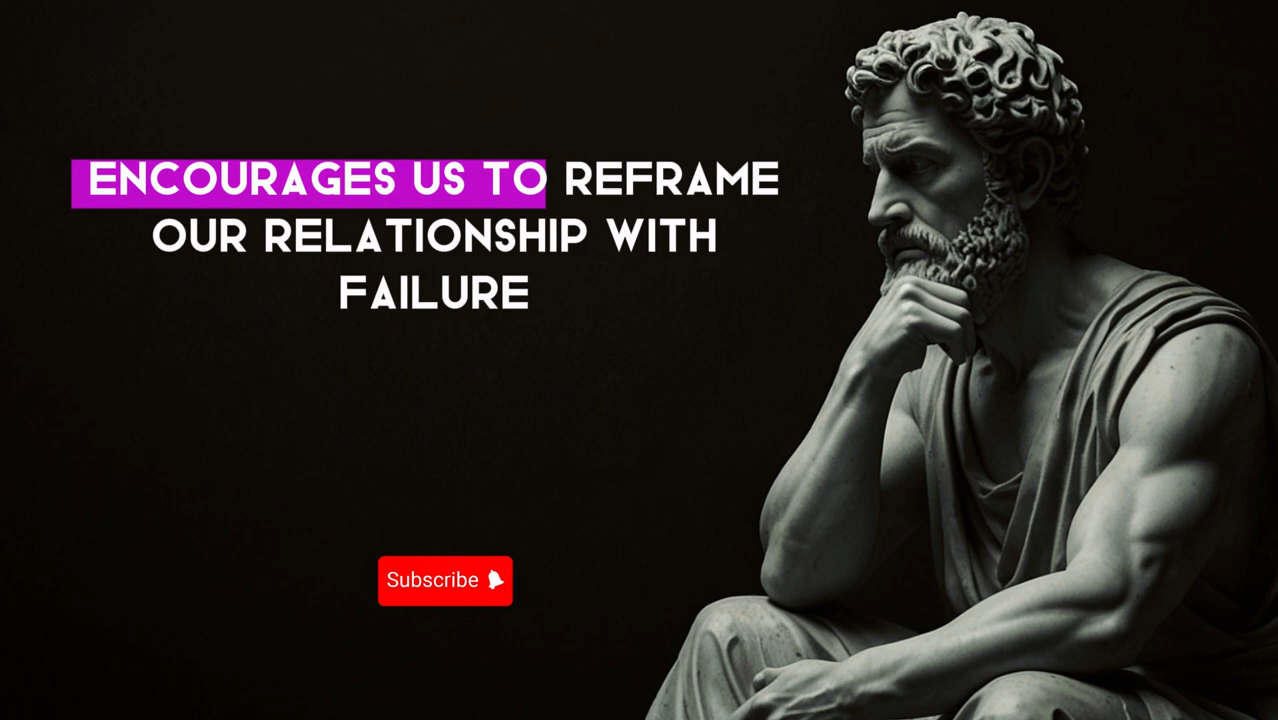 ENCOURAGES US TO REFRAME
OUR RELATIONSHIP WITH
FAILURE
Subscribe